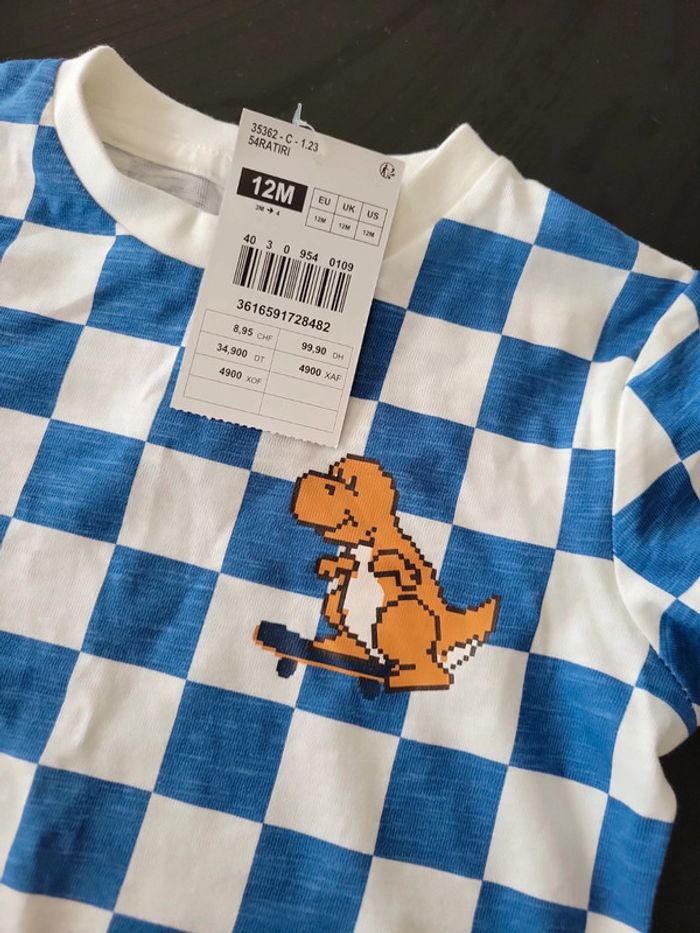 35362 - C - 1.23
54RATIRI
12M
3M → 4
EU UK US
12M 12M 12M
40 3 0 954 0109
3616591728482
8,95 CHF 99,90 DH
34,900 DT 4900 XAF
4900 XOF